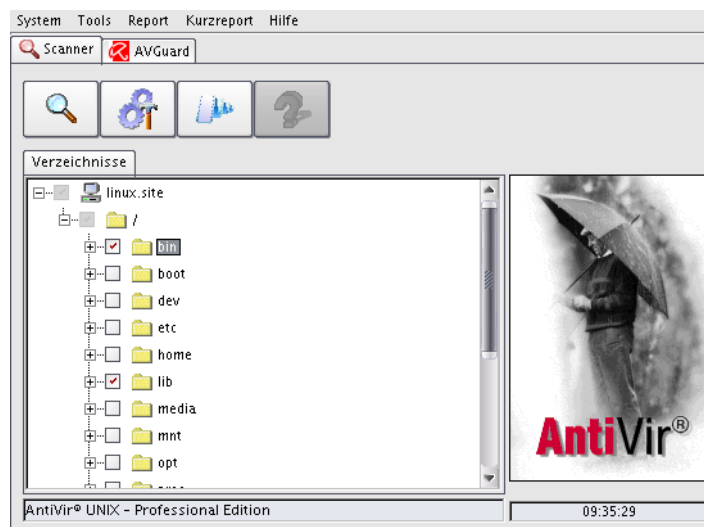 System Tools Report Kurzreport Hilfe
Scanner AVGuard
Verzeichnisse
linux.site
/
bin
boot
dev
etc
home
lib
media
mnt
opt
AntiVir®
AntiVir® UNIX - Professional Edition 09:35:29